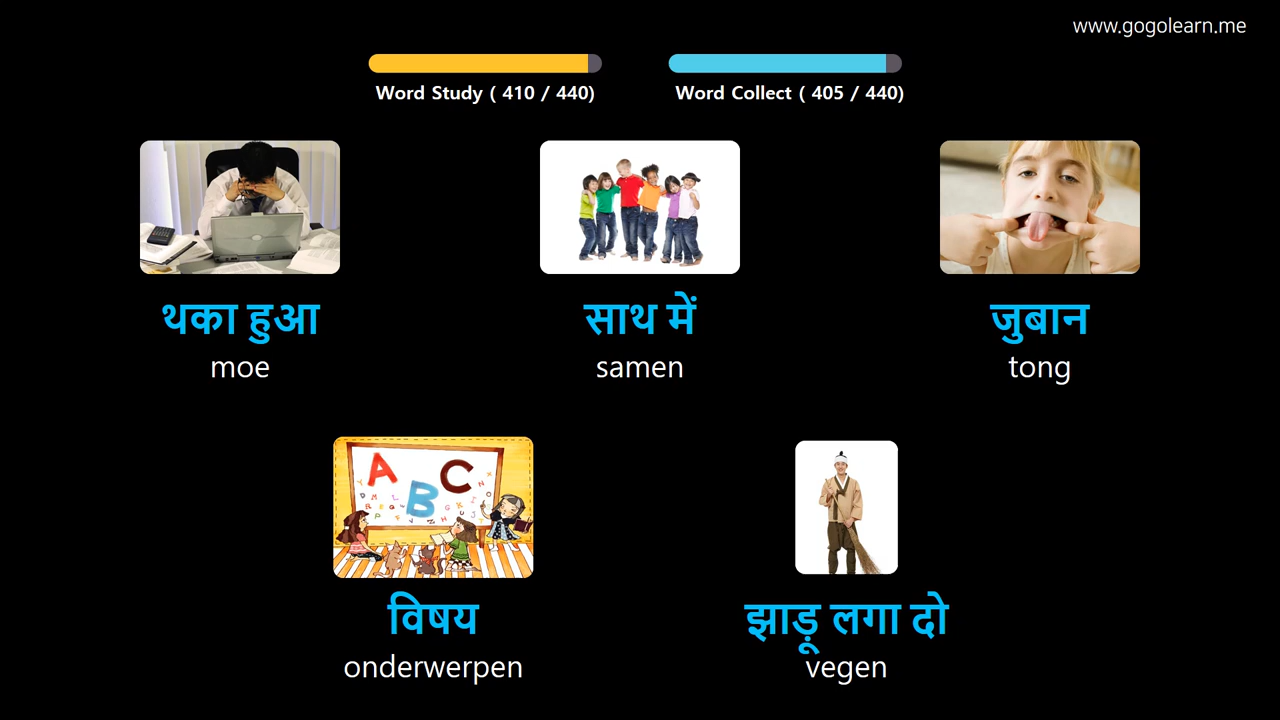 www.gogolearn.me
Word Study ( 410 / 440)
Word Collect ( 405 / 440)
थका हुआ
साथ में
जुबान
moe
samen
tong
A B C
विषय
झाड़ू लगा दो
onderwerpen
vegen